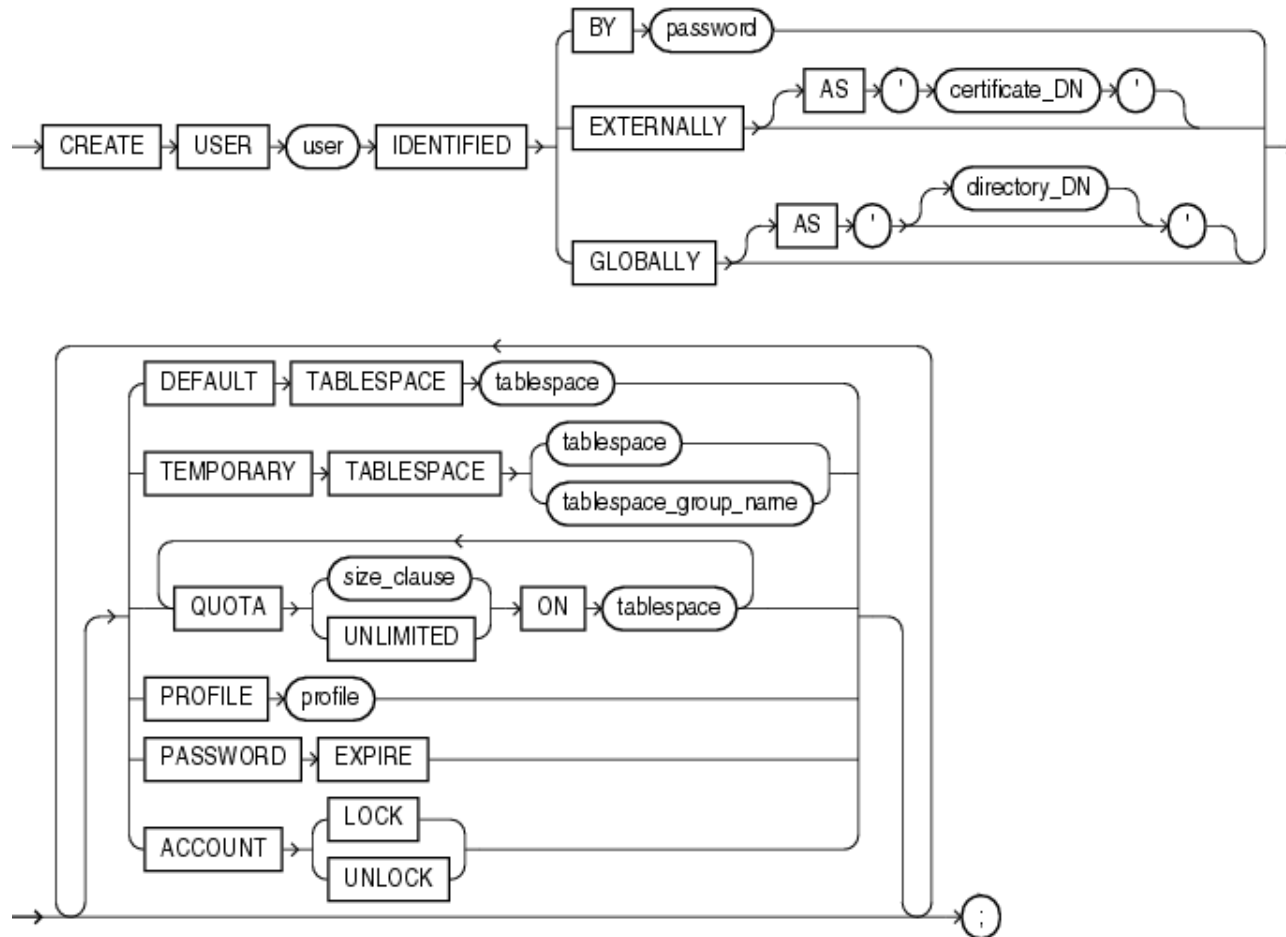 BY password
AS ' certificate_DN '
EXTERNALLY
CREATE USER user IDENTIFIED
directory_DN
AS ' '
GLOBALLY
DEFAULT TABLESPACE tablespace
tablespace
TEMPORARY TABLESPACE
tablespace_group_name
size_clause
QUOTA ON tablespace
UNLIMITED
PROFILE profile
PASSWORD EXPIRE
LOCK
ACCOUNT
UNLOCK
;